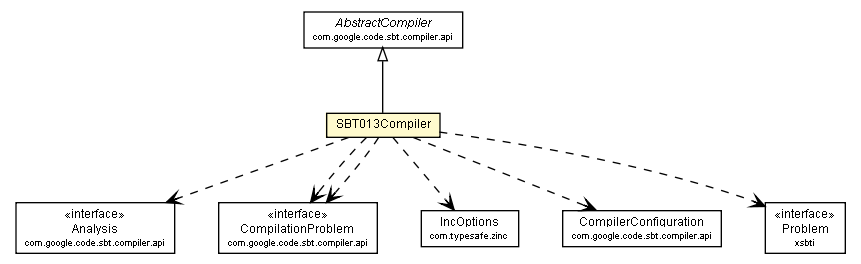 AbstractCompiler
com.google.code.sbt.compiler.api
SBT013Compiler
«interface»
Analysis
com.google.code.sbt.compiler.api
«interface»
CompilationProblem
com.google.code.sbt.compiler.api
IncOptions
com.typesafe.zinc
CompilerConfiguration
com.google.code.sbt.compiler.api
«interface»
Problem
xsbti